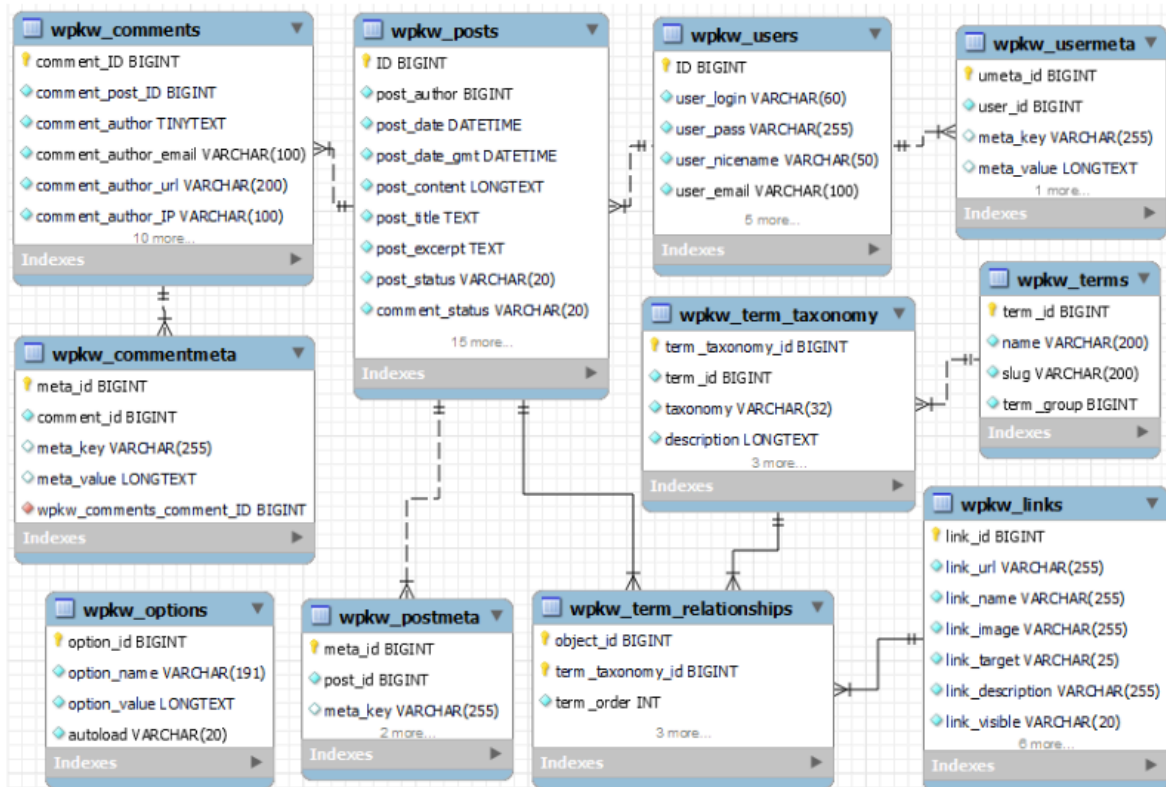 wpkw_comments
comment_ID BIGINT
comment_post_ID BIGINT
comment_author TINYTEXT
comment_author_email VARCHAR(100)
comment_author_url VARCHAR(200)
comment_author_IP VARCHAR(100)
10 more...
Indexes
wpkw_posts
ID BIGINT
post_author BIGINT
post_date DATETIME
post_date_gmt DATETIME
post_content LONGTEXT
post_title TEXT
post_excerpt TEXT
post_status VARCHAR(20)
comment_status VARCHAR(20)
15 more...
Indexes
wpkw_users
ID BIGINT
user_login VARCHAR(60)
user_pass VARCHAR(255)
user_nicename VARCHAR(50)
user_email VARCHAR(100)
5 more...
Indexes
wpkw_usermeta
umeta_id BIGINT
user_id BIGINT
meta_key VARCHAR(255)
meta_value LONGTEXT
1 more...
Indexes
wpkw_commentmeta
meta_id BIGINT
comment_id BIGINT
meta_key VARCHAR(255)
meta_value LONGTEXT
wpkw_comments_comment_ID BIGINT
Indexes
wpkw_term_taxonomy
term_taxonomy_id BIGINT
term_id BIGINT
taxonomy VARCHAR(32)
description LONGTEXT
3 more...
Indexes
wpkw_terms
term_id BIGINT
name VARCHAR(200)
slug VARCHAR(200)
term_group BIGINT
Indexes
wpkw_options
option_id BIGINT
option_name VARCHAR(191)
option_value LONGTEXT
autoload VARCHAR(20)
Indexes
wpkw_postmeta
meta_id BIGINT
post_id BIGINT
meta_key VARCHAR(255)
2 more...
Indexes
wpkw_term_relationships
object_id BIGINT
term_taxonomy_id BIGINT
term_order INT
3 more...
Indexes
wpkw_links
link_id BIGINT
link_url VARCHAR(255)
link_name VARCHAR(255)
link_image VARCHAR(255)
link_target VARCHAR(25)
link_description VARCHAR(255)
link_visible VARCHAR(20)
6 more...
Indexes